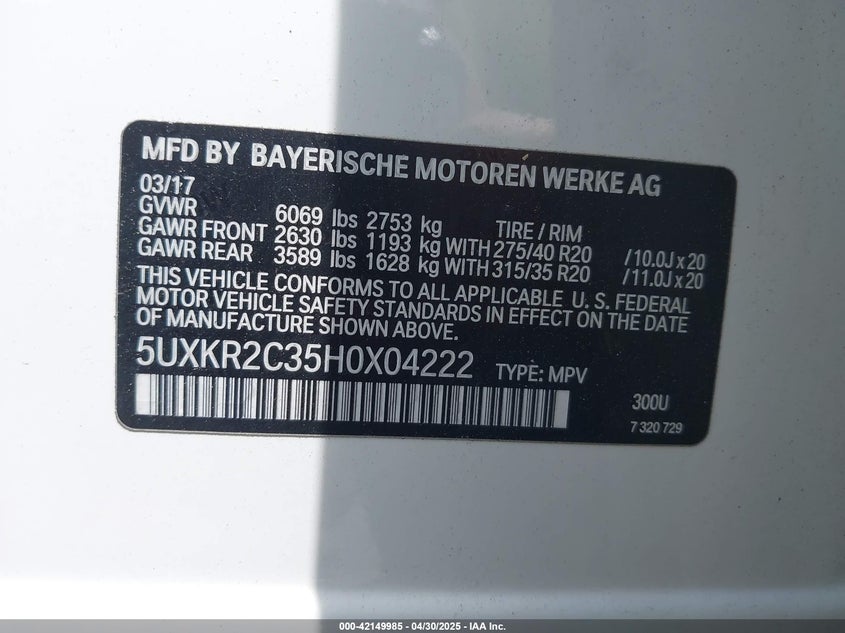 MFD BY BAYERISCHE MOTOREN WERKE AG
03/17
GVWR 6069 lbs 2753 kg TIRE / RIM
GAWR FRONT 2630 lbs 1193 kg WITH 275/40 R20 /10.0J x 20
GAWR REAR 3589 lbs 1628 kg WITH 315/35 R20 /11.0J x 20
THIS VEHICLE CONFORMS TO ALL APPLICABLE U. S. FEDERAL
MOTOR VEHICLE SAFETY STANDARDS IN EFFECT ON THE DATE
OF MANUFACTURE SHOWN ABOVE.
5UXKR2C35H0X04222 TYPE: MPV
300U
7 320 729
000-42149985 - 04/30/2025 - IAA Inc.